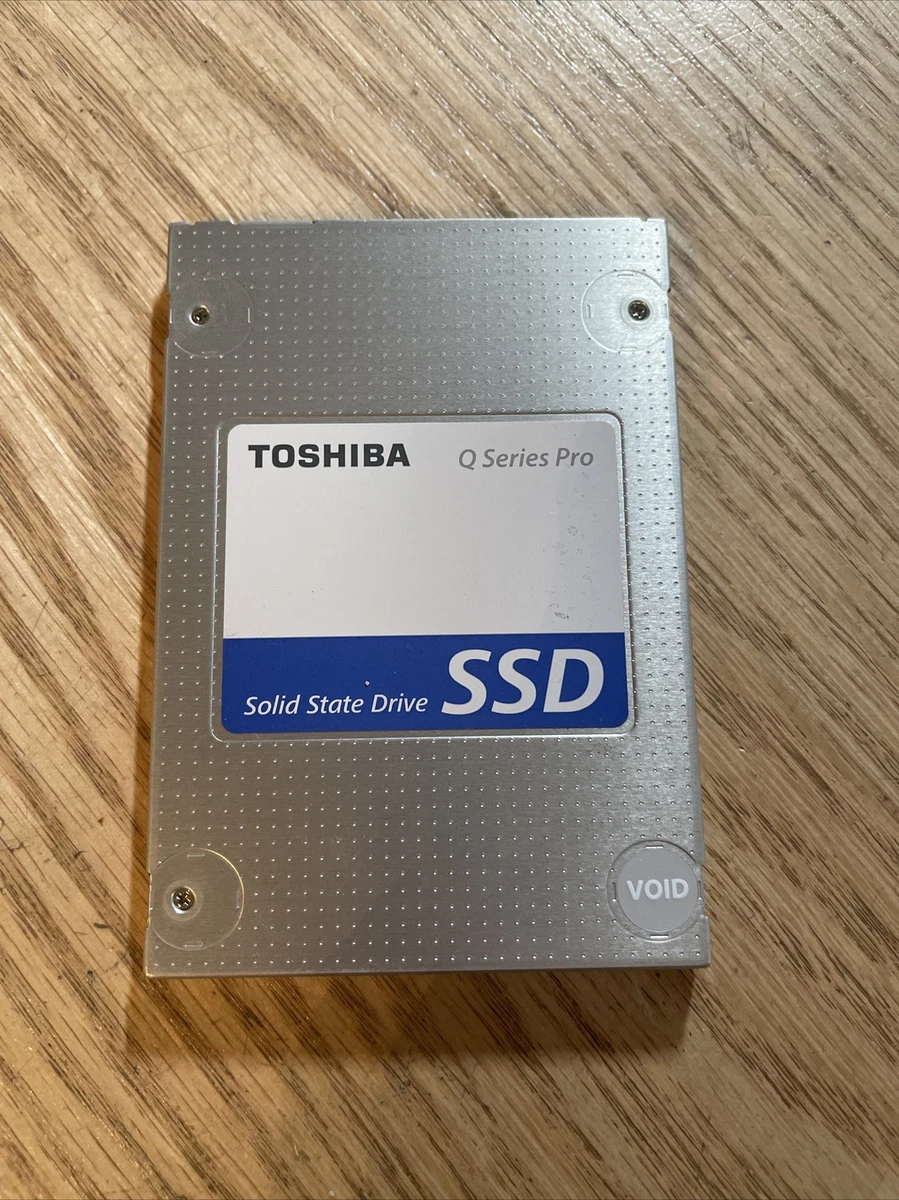 TOSHIBA Q Series Pro
Solid State Drive SSD
VOID